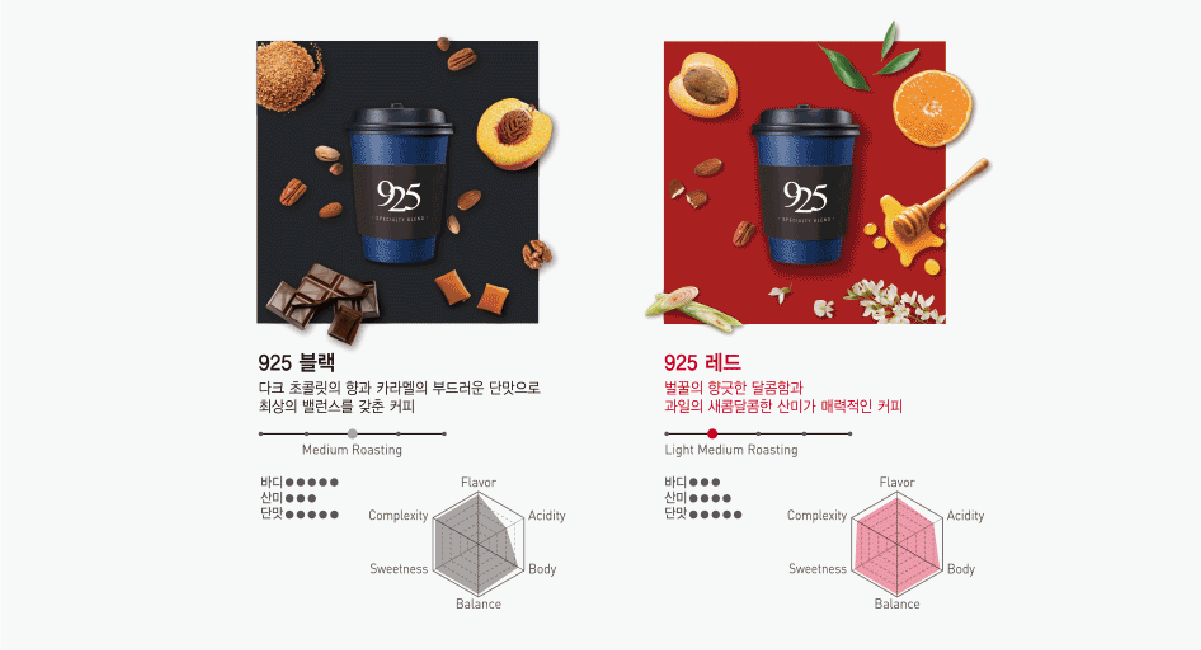 925
SPECIALTY BLEND
925 블랙
다크 초콜릿의 향과 카라멜의 부드러운 단맛으로
최상의 밸런스를 갖춘 커피
Medium Roasting
바디
산미
단맛
Flavor
Acidity
Body
Balance
Sweetness
Complexity
925
SPECIALTY BLEND
925 레드
벌꿀의 향긋한 달콤함과
과일의 새콤달콤한 산미가 매력적인 커피
Light Medium Roasting
바디
산미
단맛
Flavor
Acidity
Body
Balance
Sweetness
Complexity